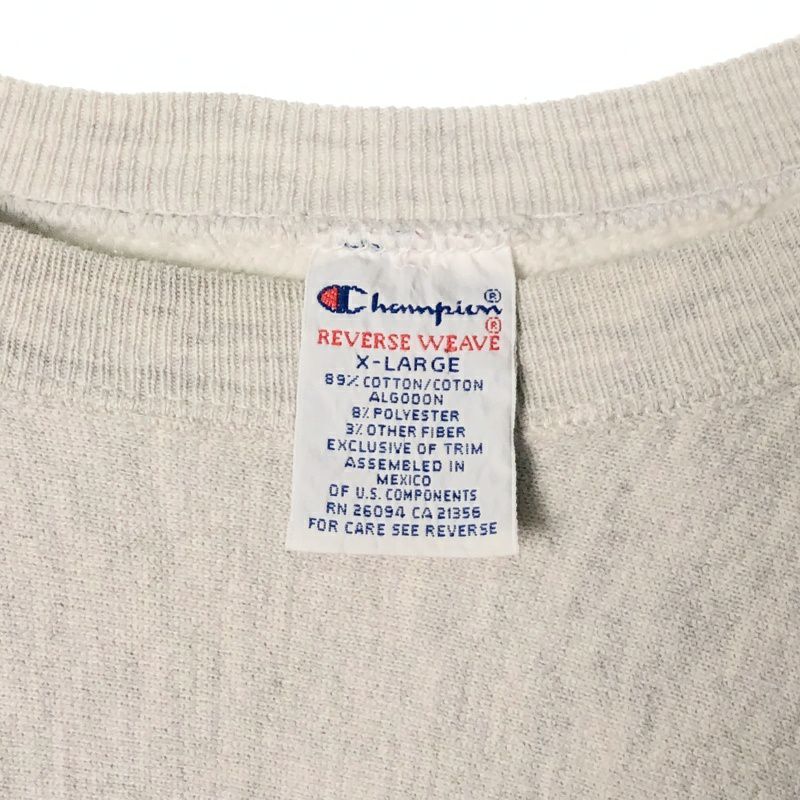 Champion®
REVERSE WEAVE®
X-LARGE
89% COTTON/COTON
ALGODON
8% POLYESTER
3% OTHER FIBER
EXCLUSIVE OF TRIM
ASSEMBLED IN
MEXICO
OF U.S. COMPONENTS
RN 26094 CA 21356
FOR CARE SEE REVERSE